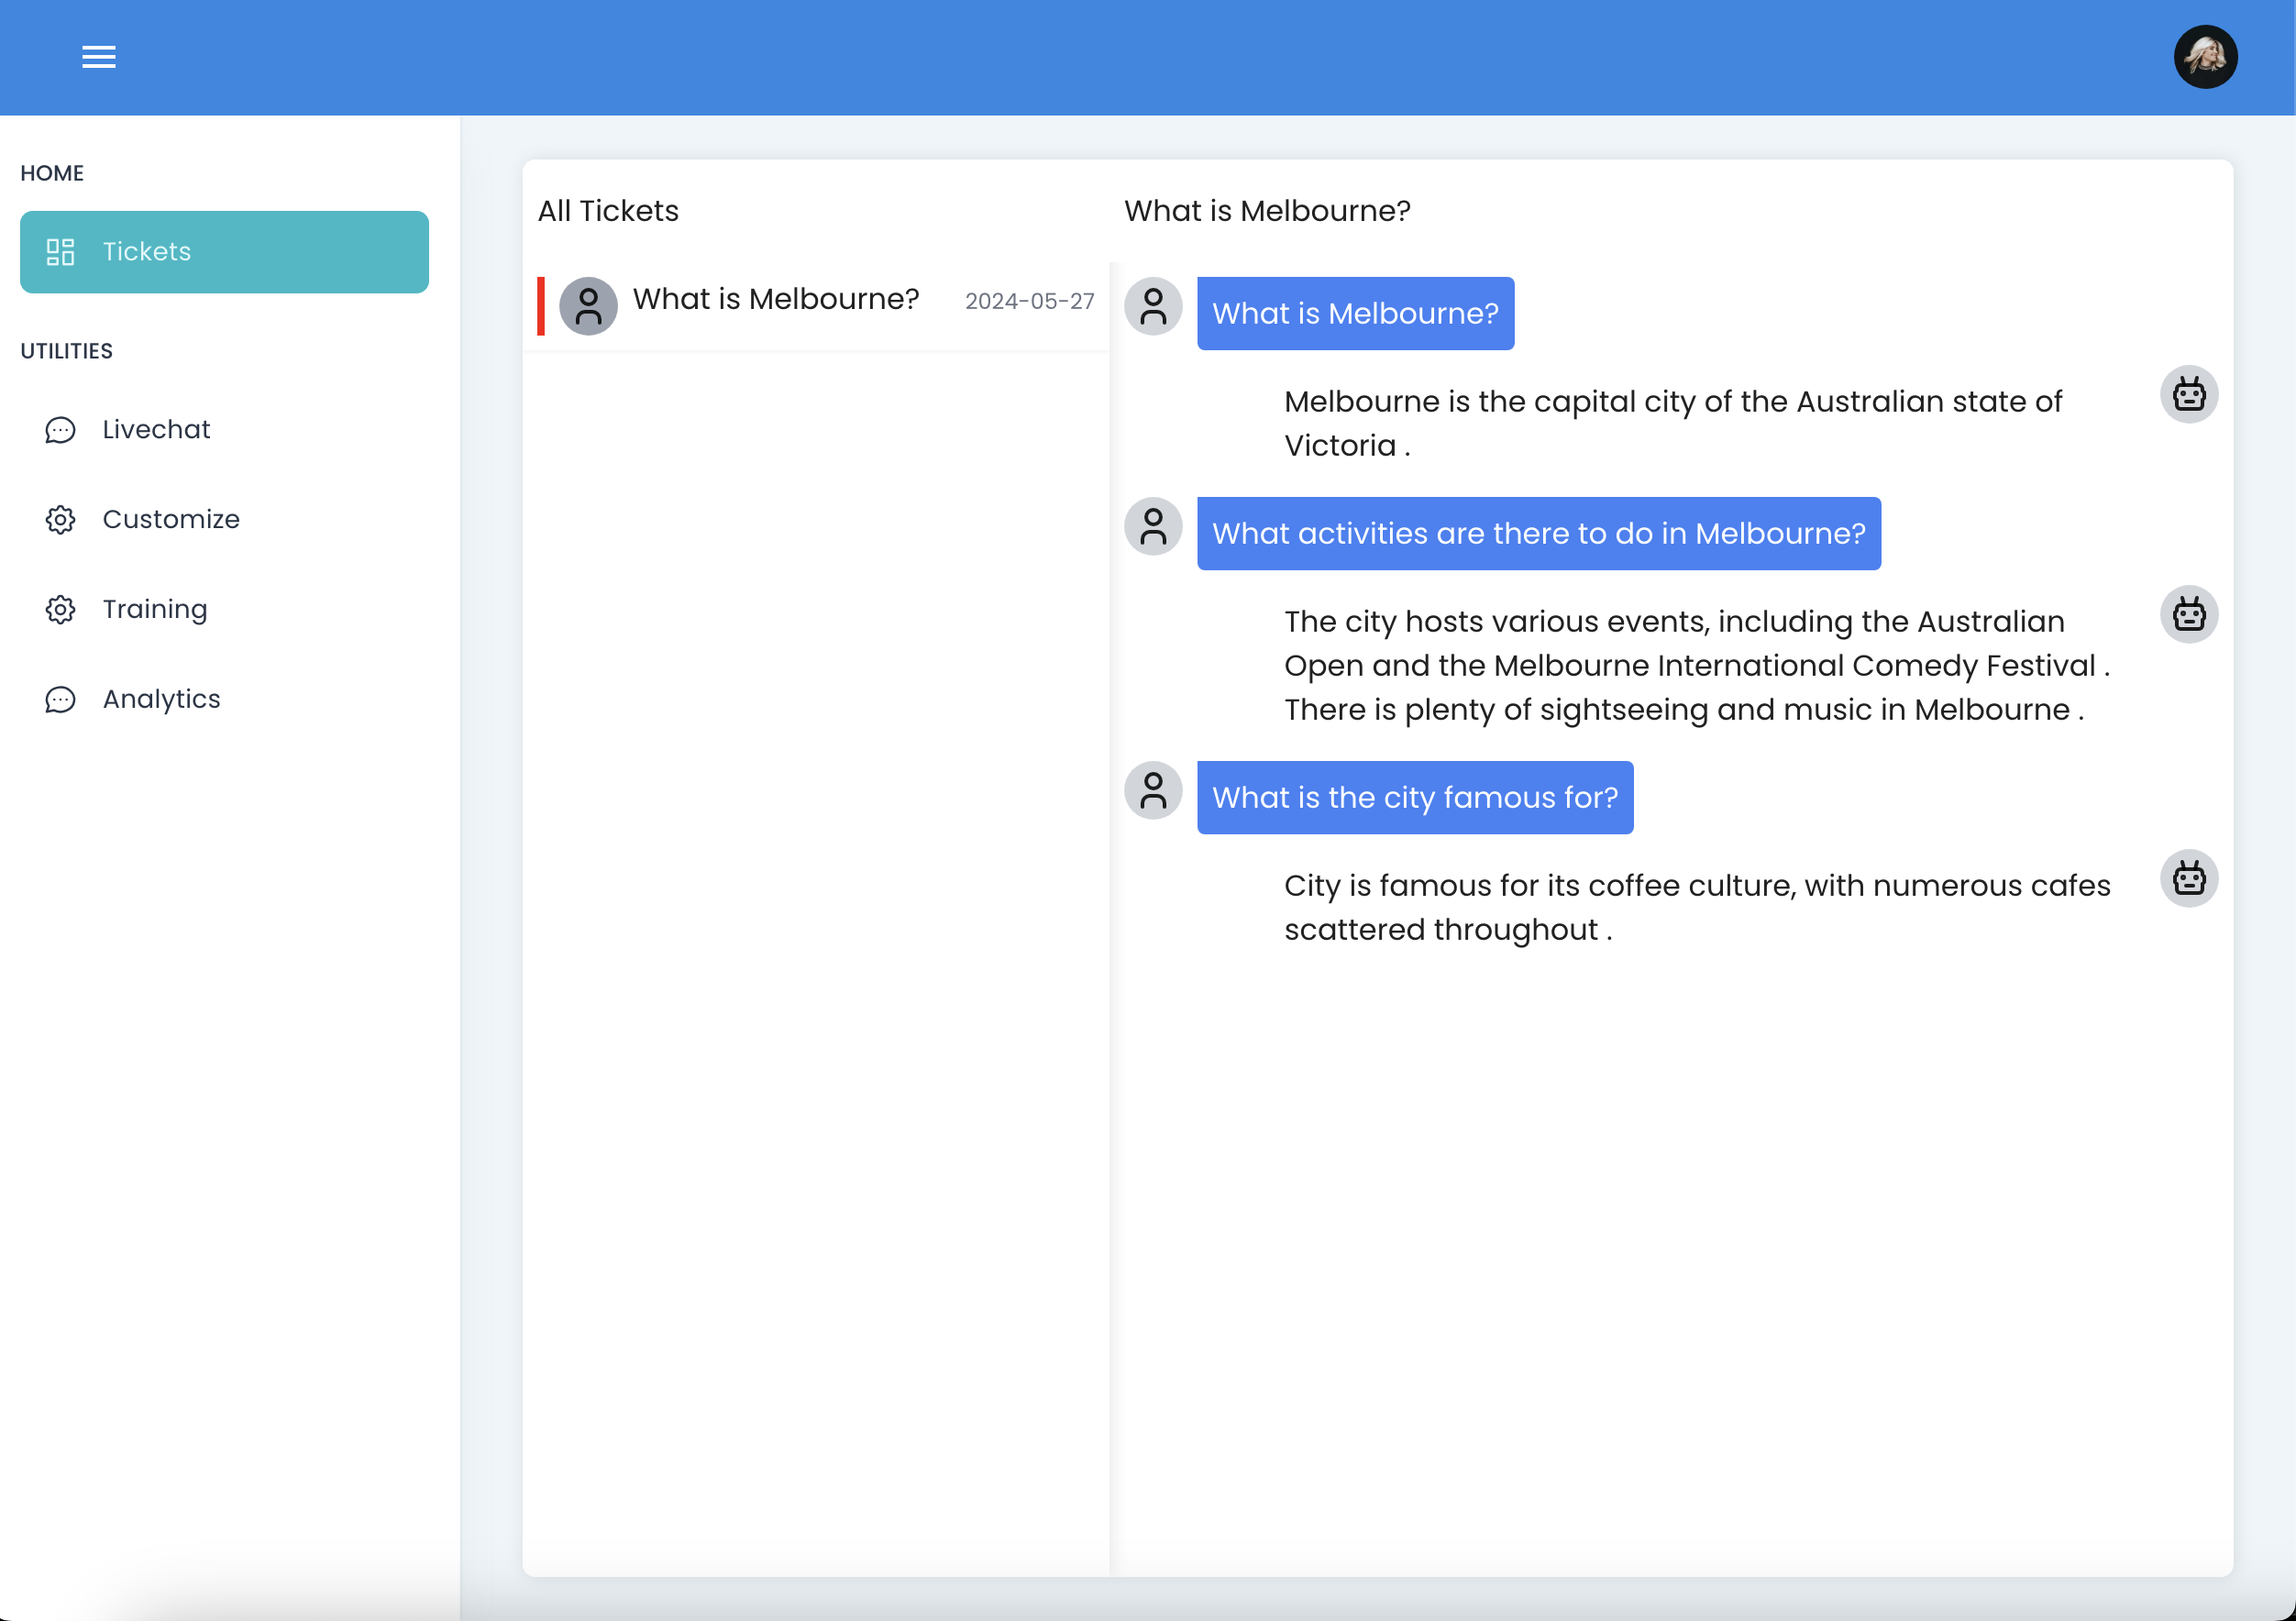 HOME
Tickets
UTILITIES
Livechat
Customize
Training
Analytics
All Tickets
What is Melbourne? 2024-05-27
What is Melbourne?
What is Melbourne?
Melbourne is the capital city of the Australian state of
Victoria .
What activities are there to do in Melbourne?
The city hosts various events, including the Australian
Open and the Melbourne International Comedy Festival .
There is plenty of sightseeing and music in Melbourne .
What is the city famous for?
City is famous for its coffee culture, with numerous cafes
scattered throughout .